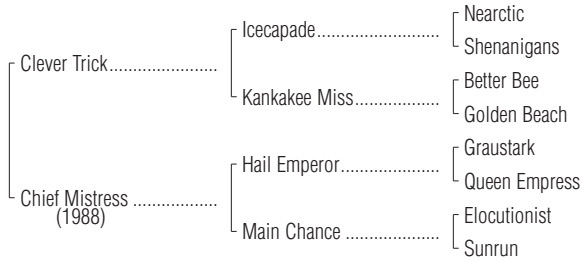 Nearctic
Icecapade
Shenanigans
Clever Trick
Better Bee
Kankakee Miss
Golden Beach
Graustark
Hail Emperor
Queen Empress
Chief Mistress
(1988)
Elocutionist
Main Chance
Sunrun